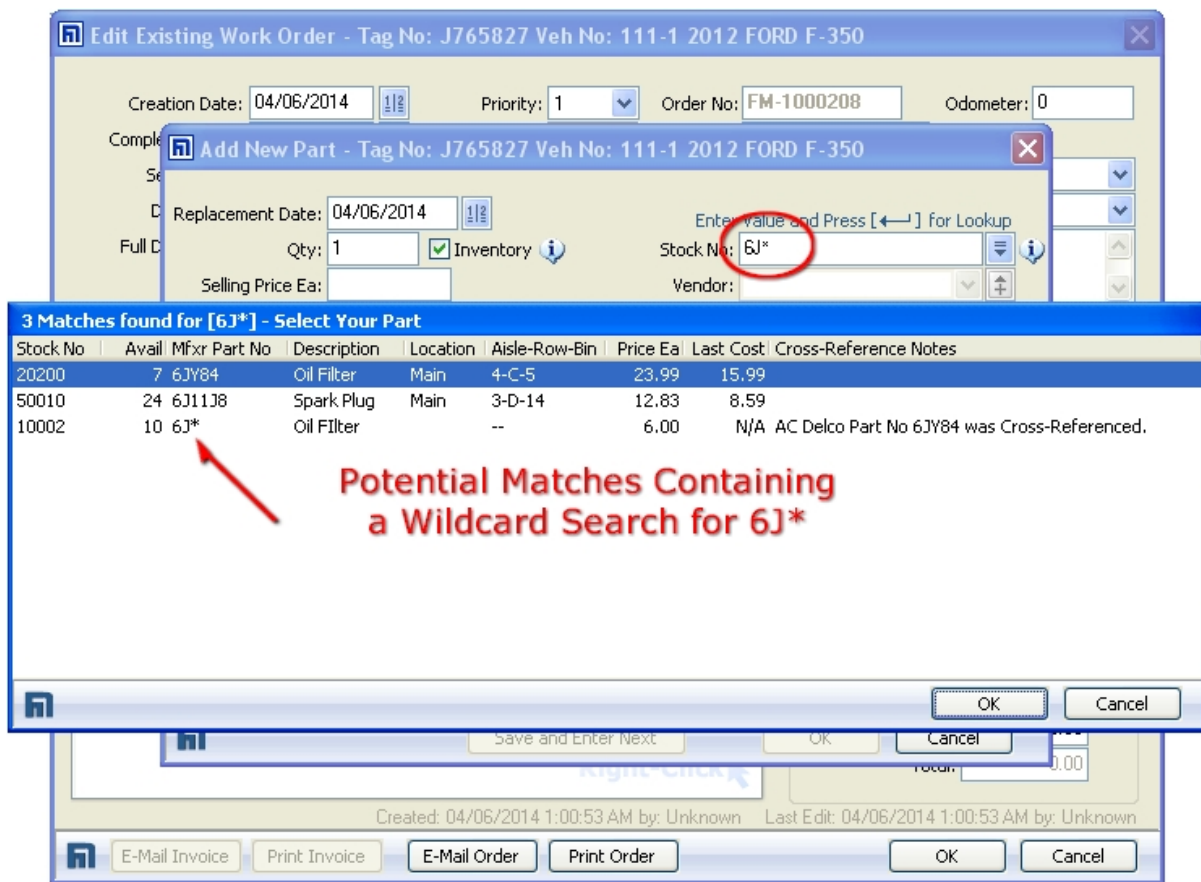 Edit Existing Work Order - Tag No: J765827 Veh No: 111-1 2012 FORD F-350
Creation Date: 04/06/2014 Priority: 1 Order No: FM-1000208 Odometer: 0
Add New Part - Tag No: J765827 Veh No: 111-1 2012 FORD F-350
Replacement Date: 04/06/2014 Enter Value and Press [ ] for Lookup
Full D
Qty: 1 Inventory Stock No: 6J*
Selling Price Ea: Vendor:
3 Matches found for [6J*] - Select Your Part
Stock No Avail Mfxr Part No Description Location Aisle-Row-Bin Price Ea Last Cost Cross-Reference Notes
20200 7 6JY84 Oil Filter Main 4-C-5 23.99 15.99
50010 24 6J11J8 Spark Plug Main 3-D-14 12.83 8.59
10002 10 6J* Oil FIlter -- 6.00 N/A AC Delco Part No 6JY84 was Cross-Referenced.
Potential Matches Containing
a Wildcard Search for 6J*
OK Cancel
Save and Enter Next OK Cancel
Right-Click Total: 0.00
Created: 04/06/2014 1:00:53 AM by: Unknown Last Edit: 04/06/2014 1:00:53 AM by: Unknown
E-Mail Invoice Print Invoice E-Mail Order Print Order OK Cancel